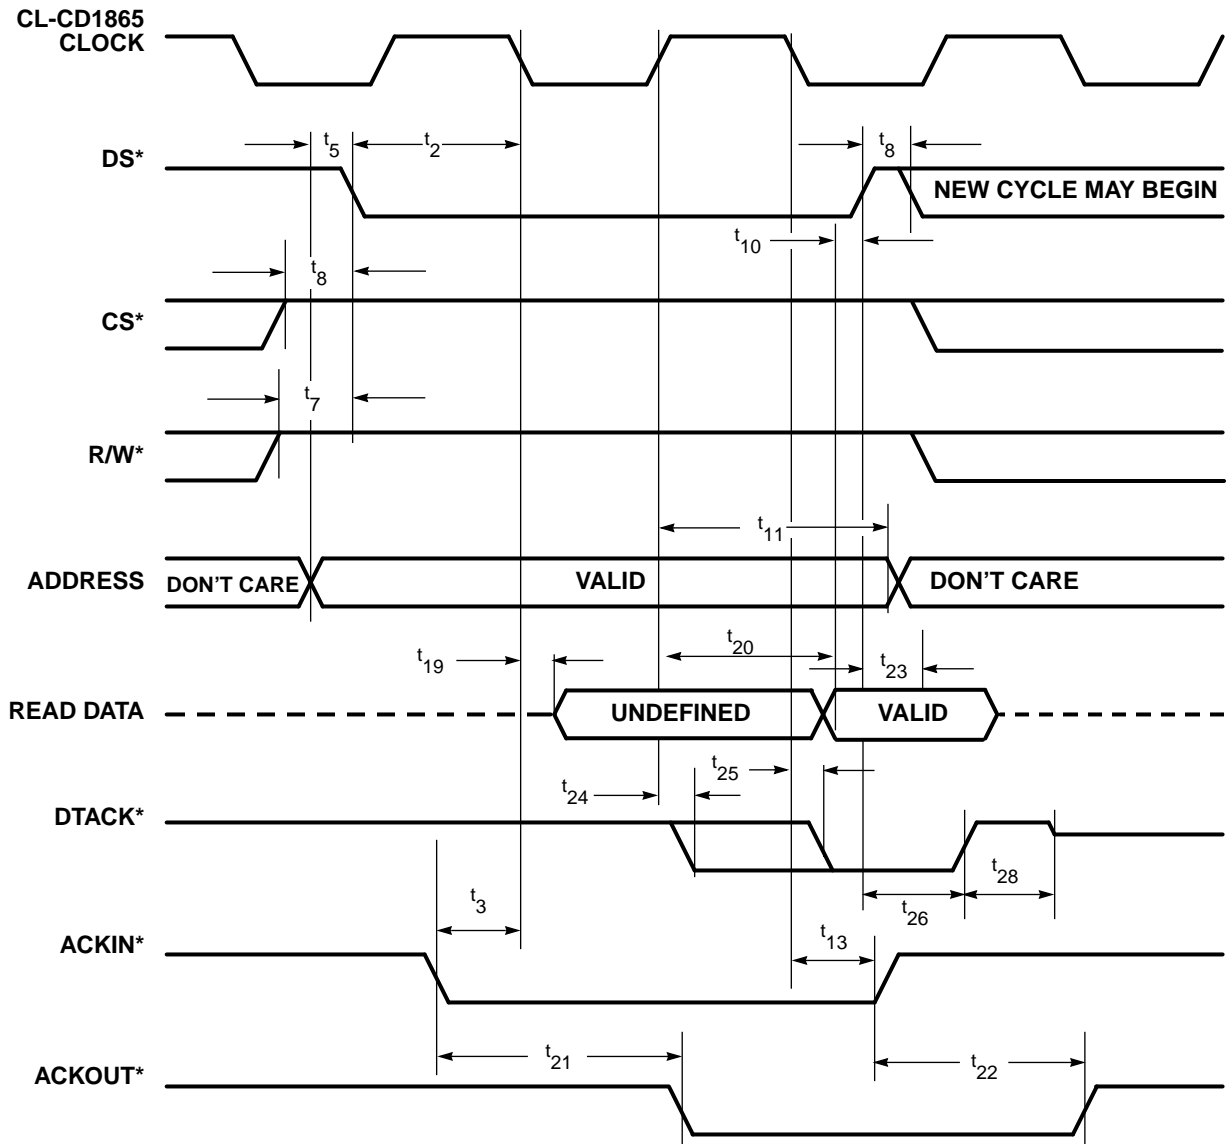 CL-CD1865
CLOCK
t5
t2
t8
DS*
NEW CYCLE MAY BEGIN
t10
t8
CS*
t7
R/W*
t11
ADDRESS
DON'T CARE
VALID
DON'T CARE
t19
t20
t23
READ DATA
UNDEFINED
VALID
t24
t25
DTACK*
t28
t3
t26
ACKIN*
t13
t21
t22
ACKOUT*